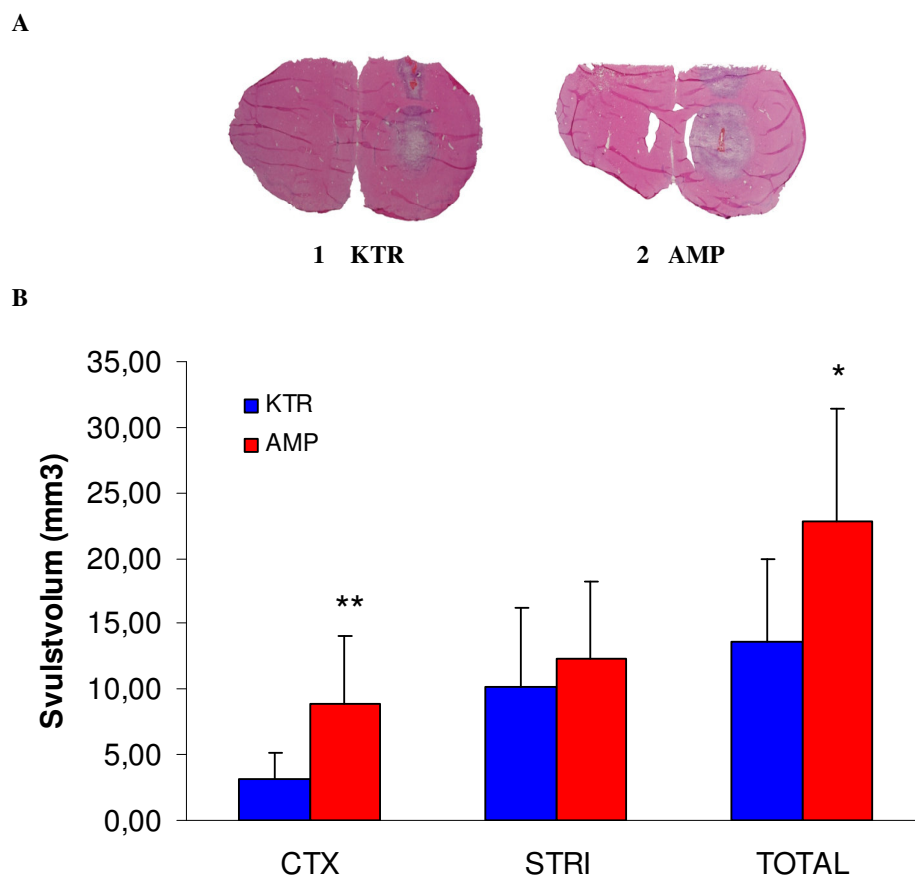 A
1 KTR
2 AMP
B
Svulstvolum (mm3)
35,00
30,00
25,00
20,00
15,00
10,00
5,00
0,00
KTR
AMP
**
*
CTX
STRI
TOTAL